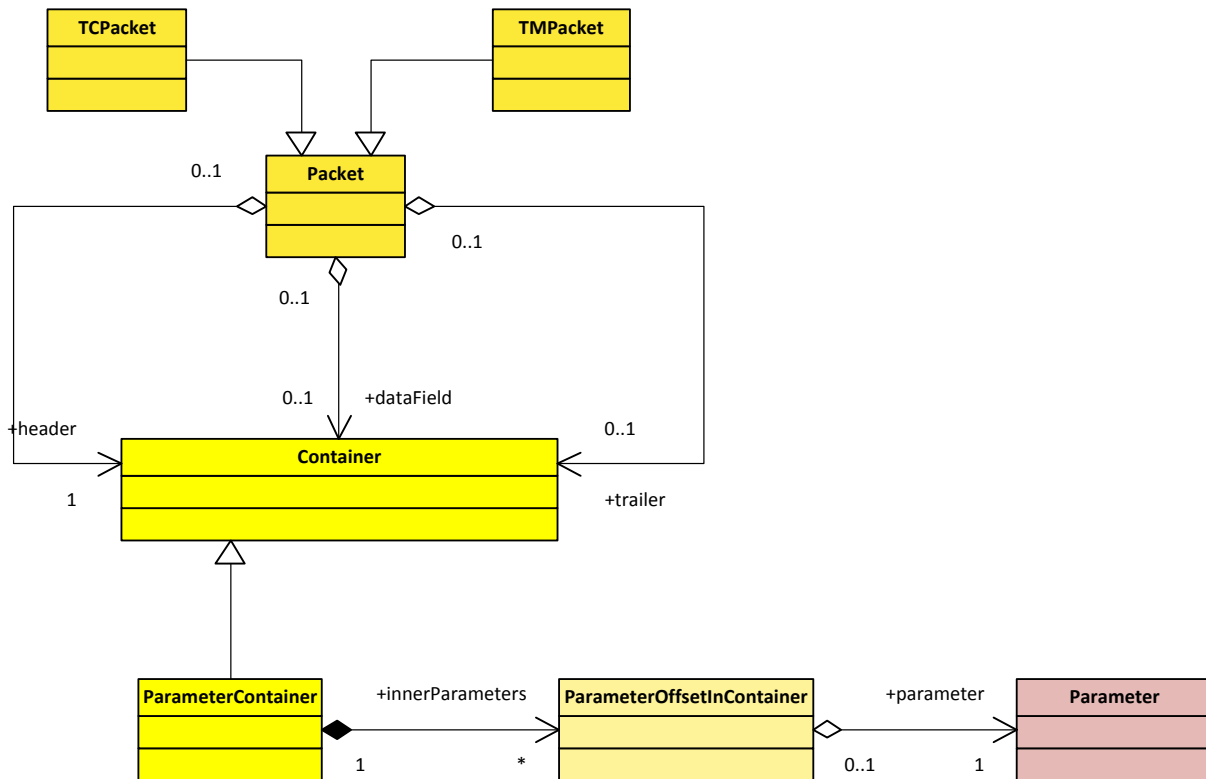 TCPacket
TMPacket
0..1
Packet
0..1
0..1
0..1
+dataField
+header
0..1
Container
1
+trailer
ParameterContainer
+innerParameters
ParameterOffsetInContainer
+parameter
Parameter
1
*
0..1
1